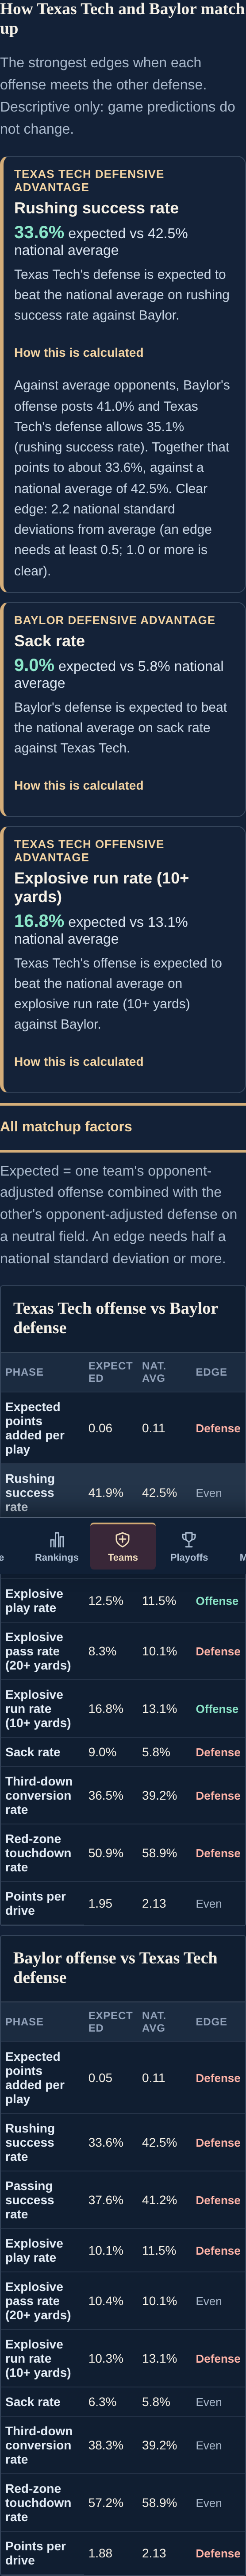 How Texas Tech and Baylor match
up
The strongest edges when each
offense meets the other defense.
Descriptive only: game predictions do
not change.
TEXAS TECH DEFENSIVE
ADVANTAGE
Rushing success rate
33.6% expected vs 42.5%
national average
Texas Tech's defense is expected to
beat the national average on rushing
success rate against Baylor.
How this is calculated
Against average opponents, Baylor's
offense posts 41.0% and Texas
Tech's defense allows 35.1%
(rushing success rate). Together that
points to about 33.6%, against a
national average of 42.5%. Clear
edge: 2.2 national standard
deviations from average (an edge
needs at least 0.5; 1.0 or more is
clear).
BAYLOR DEFENSIVE ADVANTAGE
Sack rate
9.0% expected vs 5.8% national
average
Baylor's defense is expected to beat
the national average on sack rate
against Texas Tech.
How this is calculated
TEXAS TECH OFFENSIVE
ADVANTAGE
Explosive run rate (10+
yards)
16.8% expected vs 13.1%
national average
Texas Tech's offense is expected to
beat the national average on
explosive run rate (10+ yards)
against Baylor.
How this is calculated
All matchup factors
Expected = one team's opponent-
adjusted offense combined with the
other's opponent-adjusted defense on
a neutral field. An edge needs half a
national standard deviation or more.
Texas Tech offense vs Baylor
defense
PHASE EXPECT NAT. EDGE
ED AVG
Expected
points
added per
play
0.06 0.11 Defense
Rushing
success
rate
41.9% 42.5% Even
e Rankings Teams Playoffs M
Explosive
play rate
12.5% 11.5% Offense
Explosive
pass rate
(20+ yards)
8.3% 10.1% Defense
Explosive
run rate
(10+ yards)
16.8% 13.1% Offense
Sack rate 9.0% 5.8% Defense
Third-down
conversion
rate
36.5% 39.2% Defense
Red-zone
touchdown
rate
50.9% 58.9% Defense
Points per
drive
1.95 2.13 Even
Baylor offense vs Texas Tech
defense
PHASE EXPECT NAT. EDGE
ED AVG
Expected
points
added per
play
0.05 0.11 Defense
Rushing
success
rate
33.6% 42.5% Defense
Passing
success
rate
37.6% 41.2% Defense
Explosive
play rate
10.1% 11.5% Defense
Explosive
pass rate
(20+ yards)
10.4% 10.1% Even
Explosive
run rate
(10+ yards)
10.3% 13.1% Defense
Sack rate 6.3% 5.8% Even
Third-down
conversion
rate
38.3% 39.2% Even
Red-zone
touchdown
rate
57.2% 58.9% Even
Points per
drive
1.88 2.13 Defense